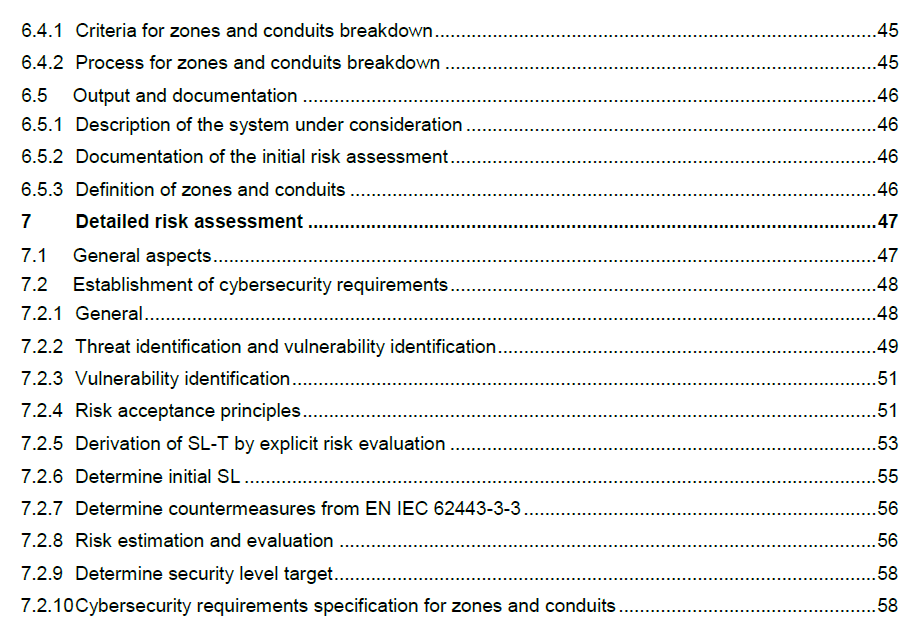 6.4.1 Criteria for zones and conduits breakdown....................................................................................45
6.4.2 Process for zones and conduits breakdown ..................................................................................45
6.5 Output and documentation .............................................................................................................46
6.5.1 Description of the system under consideration ..............................................................................46
6.5.2 Documentation of the initial risk assessment.................................................................................46
6.5.3 Definition of zones and conduits ....................................................................................................46
7 Detailed risk assessment ............................................................................................................47
7.1 General aspects..............................................................................................................................47
7.2 Establishment of cybersecurity requirements.................................................................................48
7.2.1 General...........................................................................................................................................48
7.2.2 Threat identification and vulnerability identification........................................................................49
7.2.3 Vulnerability identification...............................................................................................................51
7.2.4 Risk acceptance principles.............................................................................................................51
7.2.5 Derivation of SL-T by explicit risk evaluation .................................................................................53
7.2.6 Determine initial SL ........................................................................................................................55
7.2.7 Determine countermeasures from EN IEC 62443-3-3...................................................................56
7.2.8 Risk estimation and evaluation ......................................................................................................56
7.2.9 Determine security level target.......................................................................................................58
7.2.10Cybersecurity requirements specification for zones and conduits.................................................58